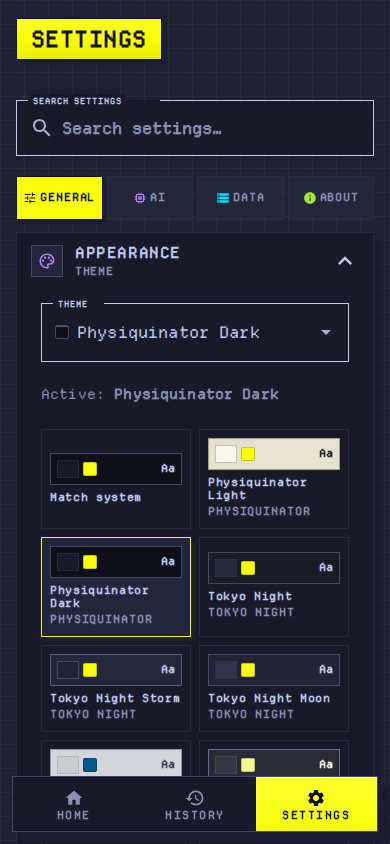 SETTINGS
SEARCH SETTINGS
Search settings…
GENERAL AI DATA ABOUT
APPEARANCE
THEME
THEME
Physiquinator Dark
Active: Physiquinator Dark
Aa
Match system
Aa
Physiquinator
Light
PHYSIQUINATOR
Aa
Physiquinator
Dark
PHYSIQUINATOR
Aa
Tokyo Night
TOKYO NIGHT
Aa
Tokyo Night Storm
TOKYO NIGHT
Aa
Tokyo Night Moon
TOKYO NIGHT
Aa
Aa
HOME HISTORY SETTINGS